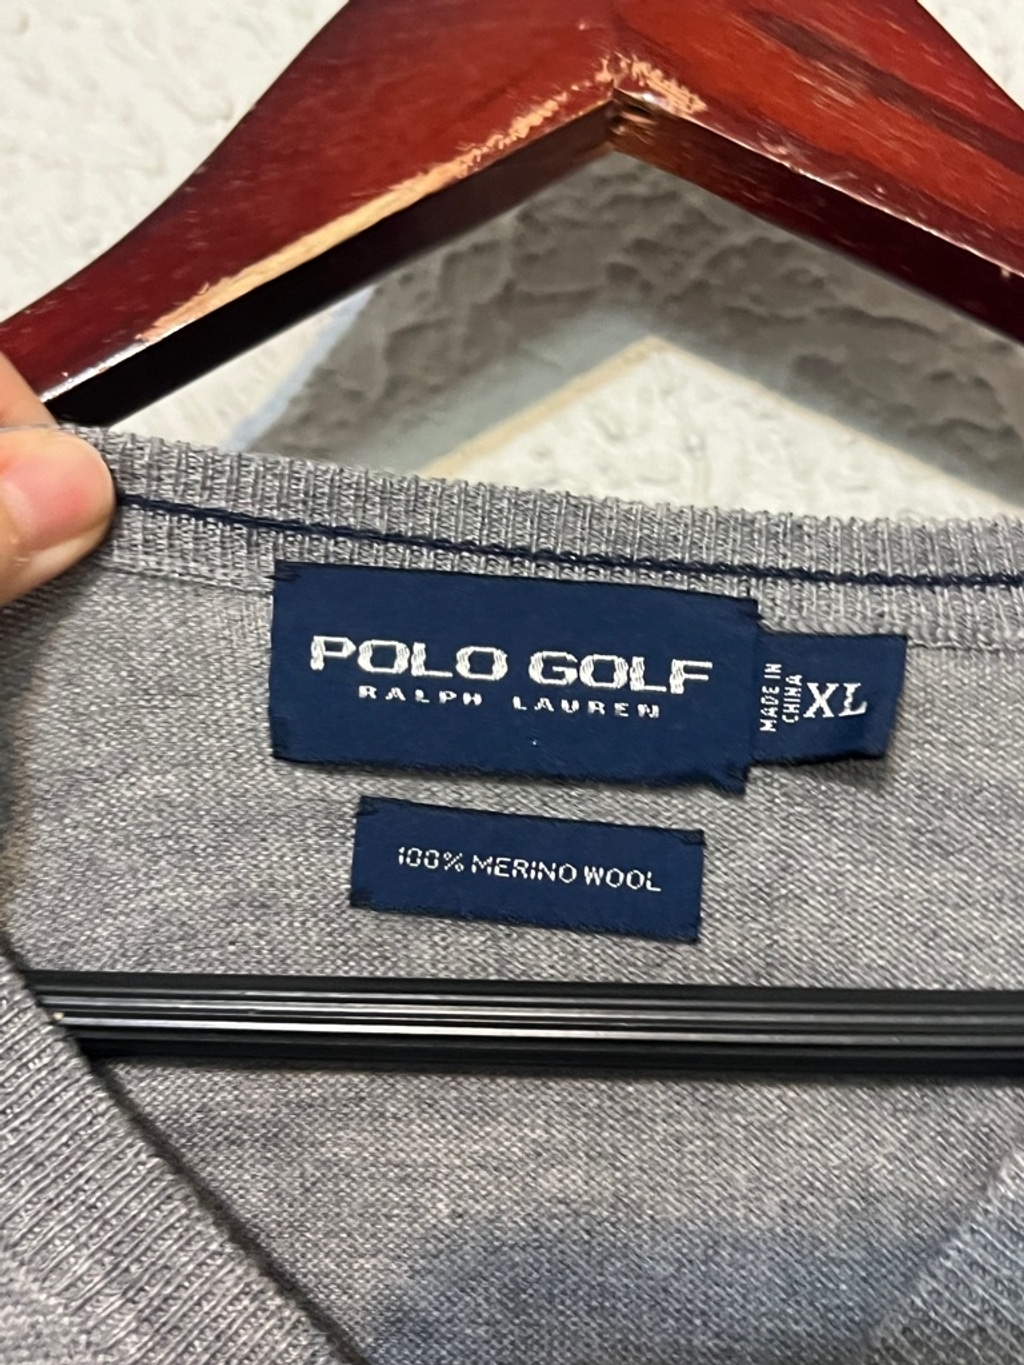 POLO GOLF
RALPH LAUREN
MADE IN
CHINA
XL
100% MERINO WOOL